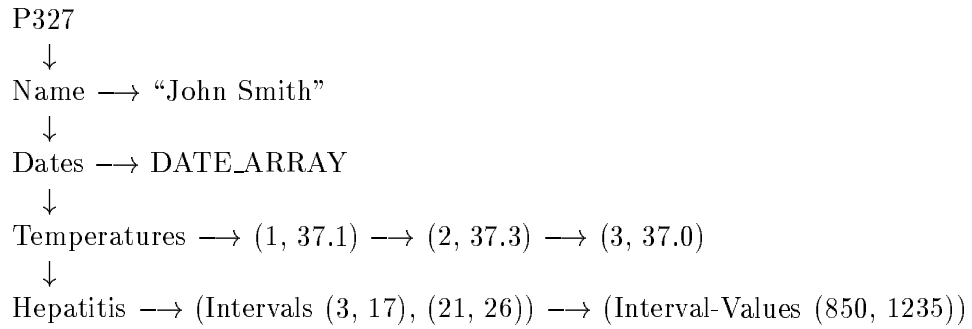 P327
↓
Name ⟶ “John Smith”
↓
Dates ⟶ DATE_ARRAY
↓
Temperatures ⟶ (1, 37.1) ⟶ (2, 37.3) ⟶ (3, 37.0)
↓
Hepatitis ⟶ (Intervals (3, 17), (21, 26)) ⟶ (Interval-Values (850, 1235))